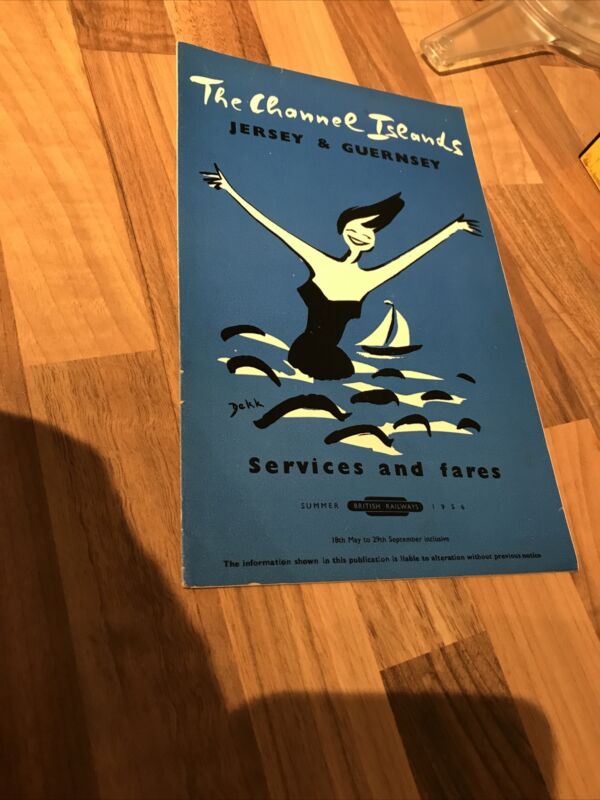 The Channel Islands
JERSEY & GUERNSEY
Dekk
Services and fares
SUMMER BRITISH RAILWAYS 1956
18th May to 29th September inclusive
The information shown in this publication is liable to alteration without previous notice